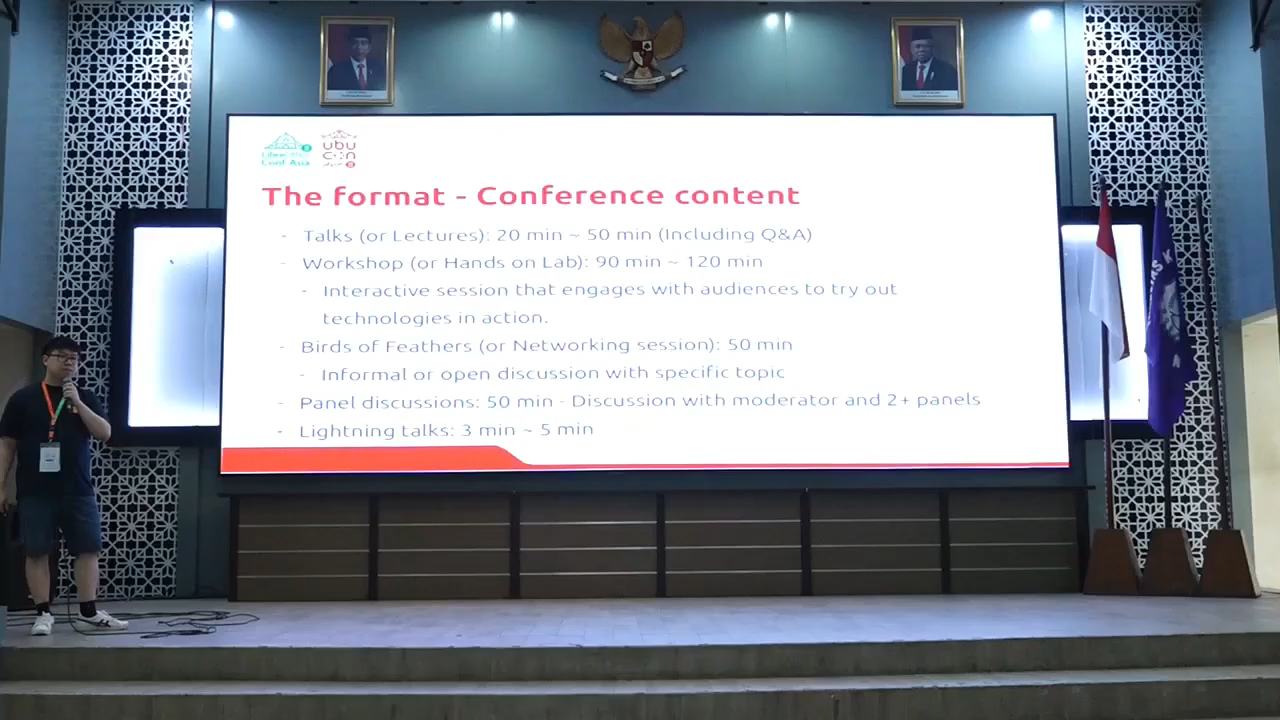 LibreOffice
Conf Asia
ubu
c
n
The format - Conference content
- Talks (or Lectures): 20 min ~ 50 min (Including Q&A)
- Workshop (or Hands on Lab): 90 min ~ 120 min
- Interactive session that engages with audiences to try out
technologies in action.
- Birds of Feathers (or Networking session): 50 min
- Informal or open discussion with specific topic
- Panel discussions: 50 min - Discussion with moderator and 2+ panels
- Lightning talks: 3 min ~ 5 min